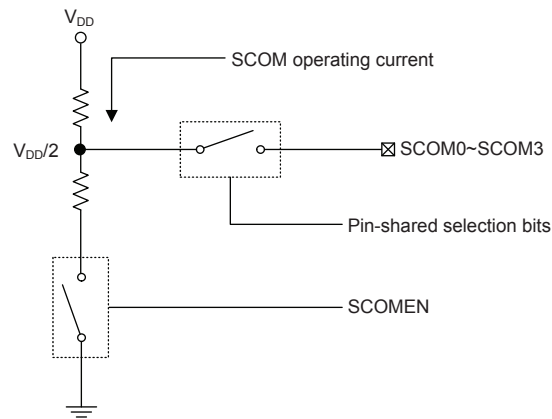 VDD
SCOM operating current
VDD/2
SCOM0~SCOM3
Pin-shared selection bits
SCOMEN